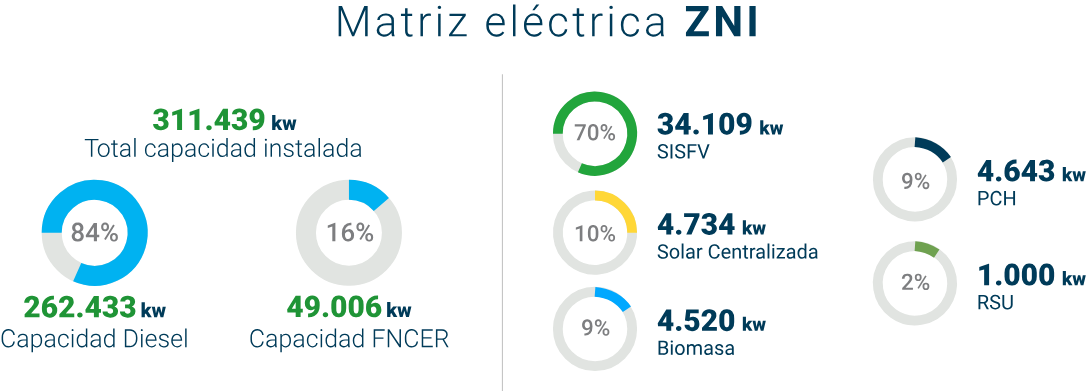 Matriz eléctrica ZNI
311.439 kw
Total capacidad instalada
84%
262.433 kw
Capacidad Diesel
16%
49.006 kw
Capacidad FNCER
70%
34.109 kw
SISFV
10%
4.734 kw
Solar Centralizada
9%
4.520 kw
Biomasa
9%
4.643 kw
PCH
2%
1.000 kw
RSU